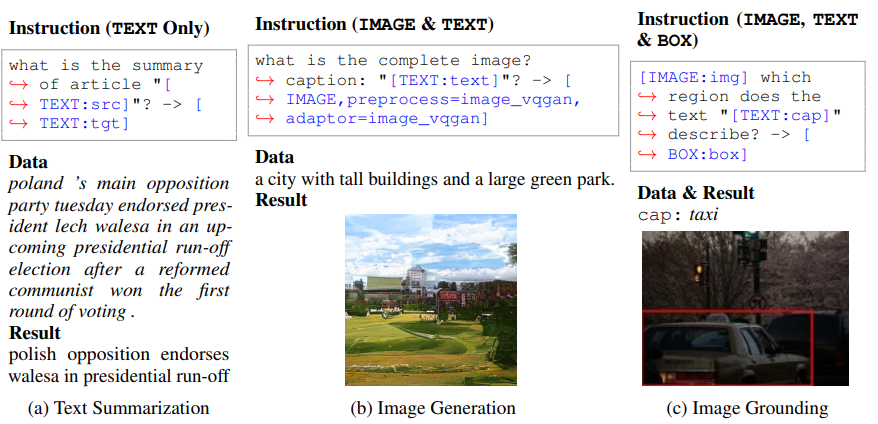 Instruction (TEXT Only)
what is the summary
↪ of article "[
↪ TEXT:src]"? -> [
↪ TEXT:tgt]
Data
poland 's main opposition
party tuesday endorsed pres-
ident lech walesa in an up-
coming presidential run-off
election after a reformed
communist won the first
round of voting .
Result
polish opposition endorses
walesa in presidential run-off
(a) Text Summarization
Instruction (IMAGE & TEXT)
what is the complete image?
↪ caption: "[TEXT:text]"? -> [
↪ IMAGE,preprocess=image_vqgan,
↪ adaptor=image_vqgan]
Data
a city with tall buildings and a large green park.
Result
(b) Image Generation
Instruction (IMAGE, TEXT
& BOX)
[IMAGE:img] which
↪ region does the
↪ text "[TEXT:cap]"
↪ describe? -> [
↪ BOX:box]
Data & Result
cap: taxi
(c) Image Grounding